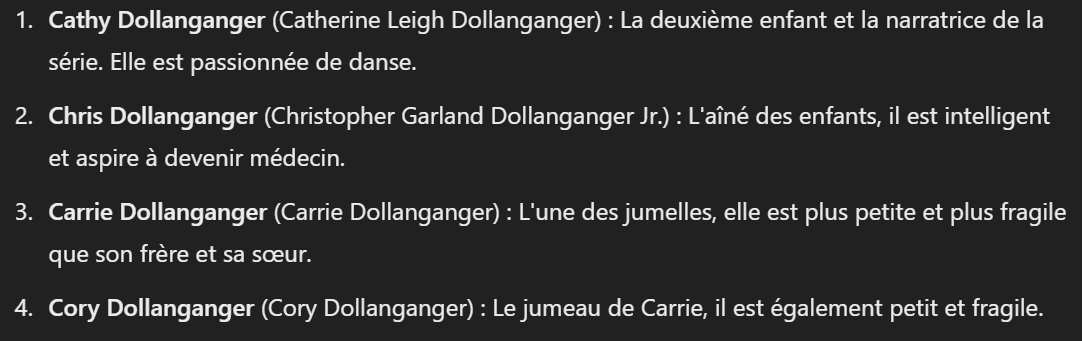 1. Cathy Dollanganger (Catherine Leigh Dollanganger) : La deuxième enfant et la narratrice de la
série. Elle est passionnée de danse.
2. Chris Dollanganger (Christopher Garland Dollanganger Jr.) : L'aîné des enfants, il est intelligent
et aspire à devenir médecin.
3. Carrie Dollanganger (Carrie Dollanganger) : L'une des jumelles, elle est plus petite et plus fragile
que son frère et sa sœur.
4. Cory Dollanganger (Cory Dollanganger) : Le jumeau de Carrie, il est également petit et fragile.